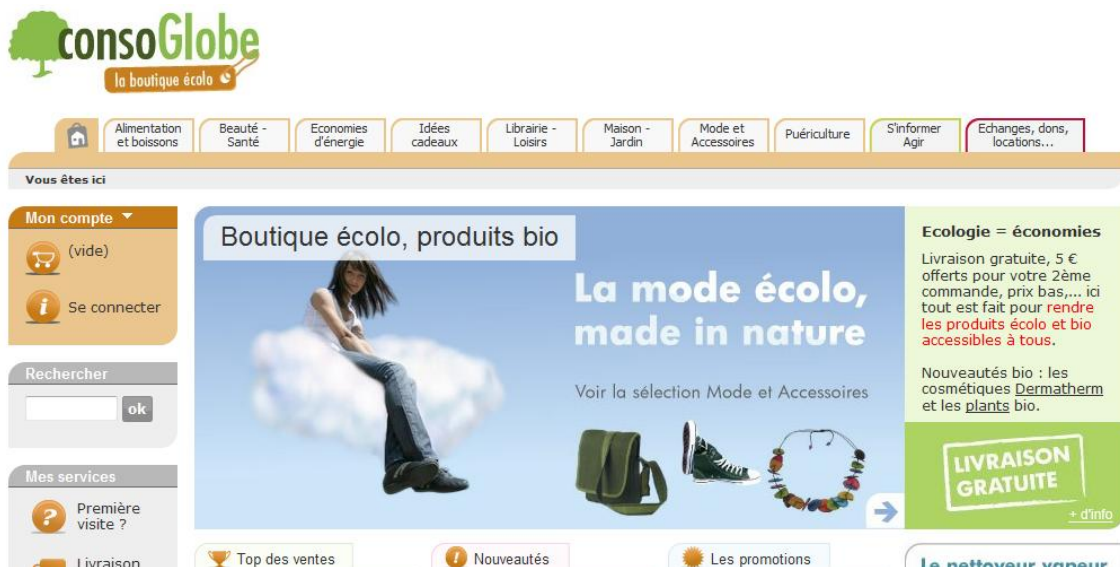 consoGlobe
la boutique écolo
Alimentation
et boissons
Beauté -
Santé
Economies
d'énergie
Idées
cadeaux
Librairie -
Loisirs
Maison -
Jardin
Mode et
Accessoires
Puériculture
S'informer
Agir
Echanges, dons,
locations...
Vous êtes ici
Mon compte
(vide)
Se connecter
Rechercher
ok
Mes services
Première
visite ?
Livraison
Boutique écolo, produits bio
La mode écolo,
made in nature
Voir la sélection Mode et Accessoires
Ecologie = économies
Livraison gratuite, 5 €
offerts pour votre 2ème
commande, prix bas,... ici
tout est fait pour rendre
les produits écolo et bio
accessibles à tous.
Nouveautés bio : les
cosmétiques Dermatherm
et les plants bio.
LIVRAISON
GRATUITE
+ d'info
Top des ventes
Nouveautés
Les promotions
Le nettoyeur vapeur